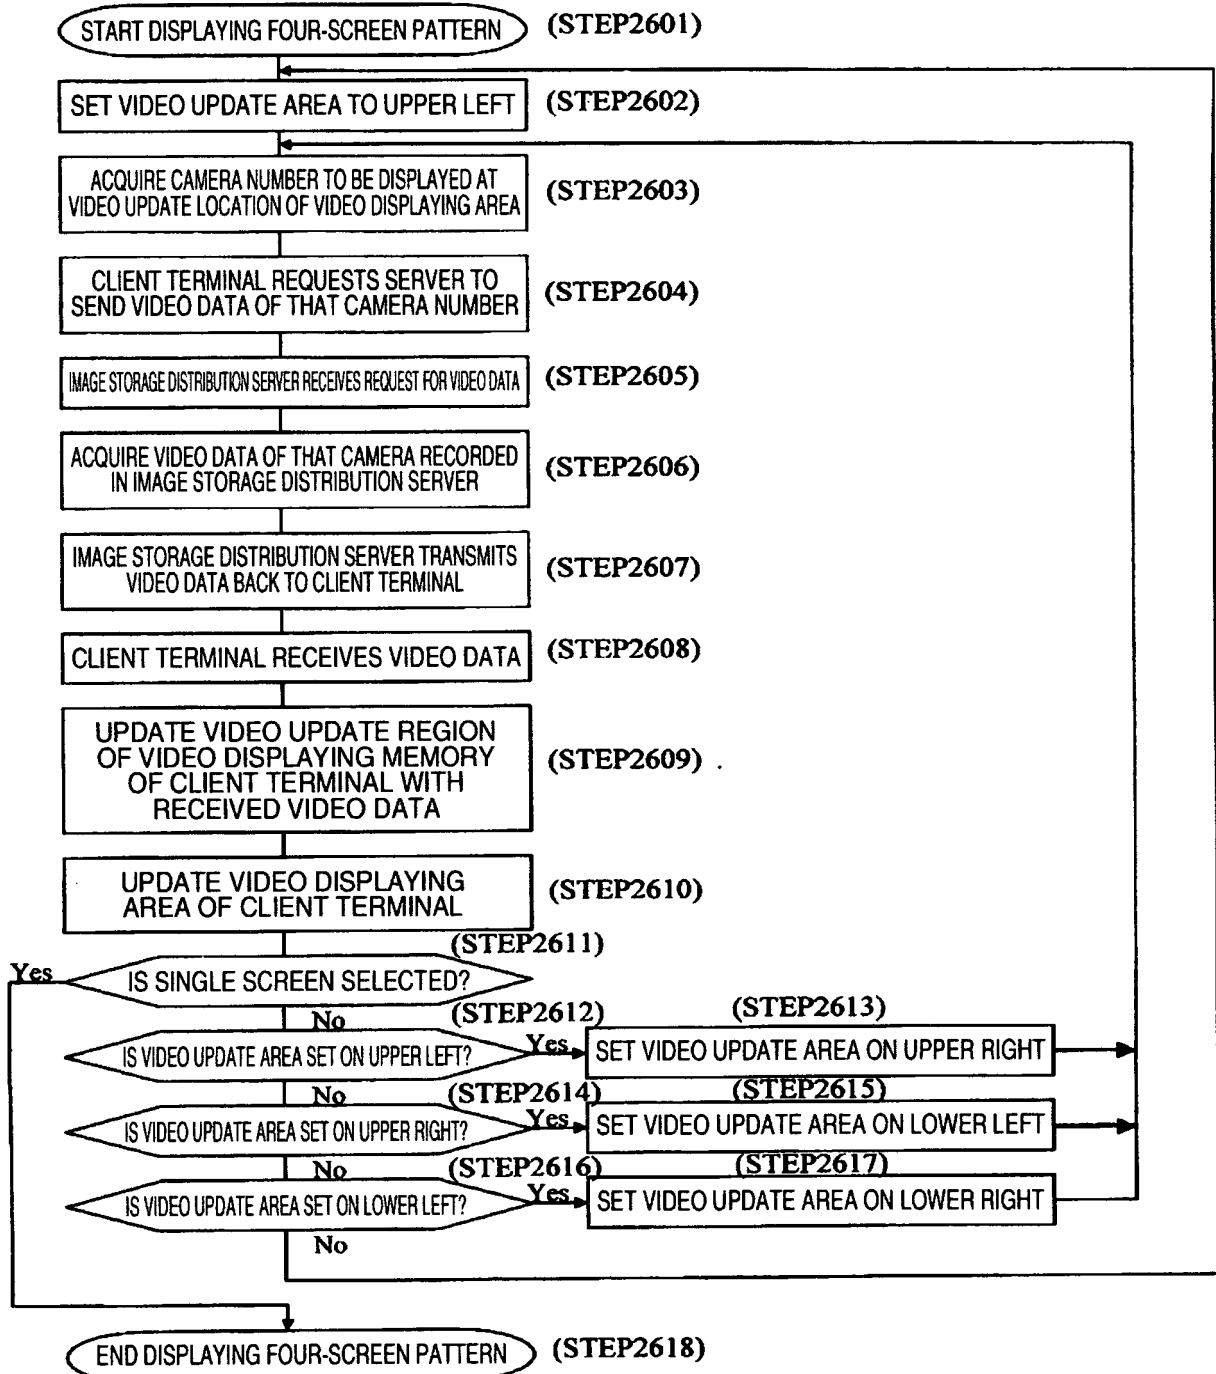 START DISPLAYING FOUR-SCREEN PATTERN (STEP2601)
SET VIDEO UPDATE AREA TO UPPER LEFT (STEP2602)
ACQUIRE CAMERA NUMBER TO BE DISPLAYED AT
VIDEO UPDATE LOCATION OF VIDEO DISPLAYING AREA (STEP2603)
CLIENT TERMINAL REQUESTS SERVER TO
SEND VIDEO DATA OF THAT CAMERA NUMBER (STEP2604)
IMAGE STORAGE DISTRIBUTION SERVER RECEIVES REQUEST FOR VIDEO DATA (STEP2605)
ACQUIRE VIDEO DATA OF THAT CAMERA RECORDED
IN IMAGE STORAGE DISTRIBUTION SERVER (STEP2606)
IMAGE STORAGE DISTRIBUTION SERVER TRANSMITS
VIDEO DATA BACK TO CLIENT TERMINAL (STEP2607)
CLIENT TERMINAL RECEIVES VIDEO DATA (STEP2608)
UPDATE VIDEO UPDATE REGION
OF VIDEO DISPLAYING MEMORY
OF CLIENT TERMINAL WITH
RECEIVED VIDEO DATA (STEP2609)
UPDATE VIDEO DISPLAYING
AREA OF CLIENT TERMINAL (STEP2610)
(STEP2611)
Yes IS SINGLE SCREEN SELECTED?
No (STEP2612) (STEP2613)
IS VIDEO UPDATE AREA SET ON UPPER LEFT? Yes SET VIDEO UPDATE AREA ON UPPER RIGHT
No (STEP2614) (STEP2615)
IS VIDEO UPDATE AREA SET ON UPPER RIGHT? Yes SET VIDEO UPDATE AREA ON LOWER LEFT
No (STEP2616) (STEP2617)
IS VIDEO UPDATE AREA SET ON LOWER LEFT? Yes SET VIDEO UPDATE AREA ON LOWER RIGHT
No
END DISPLAYING FOUR-SCREEN PATTERN (STEP2618)